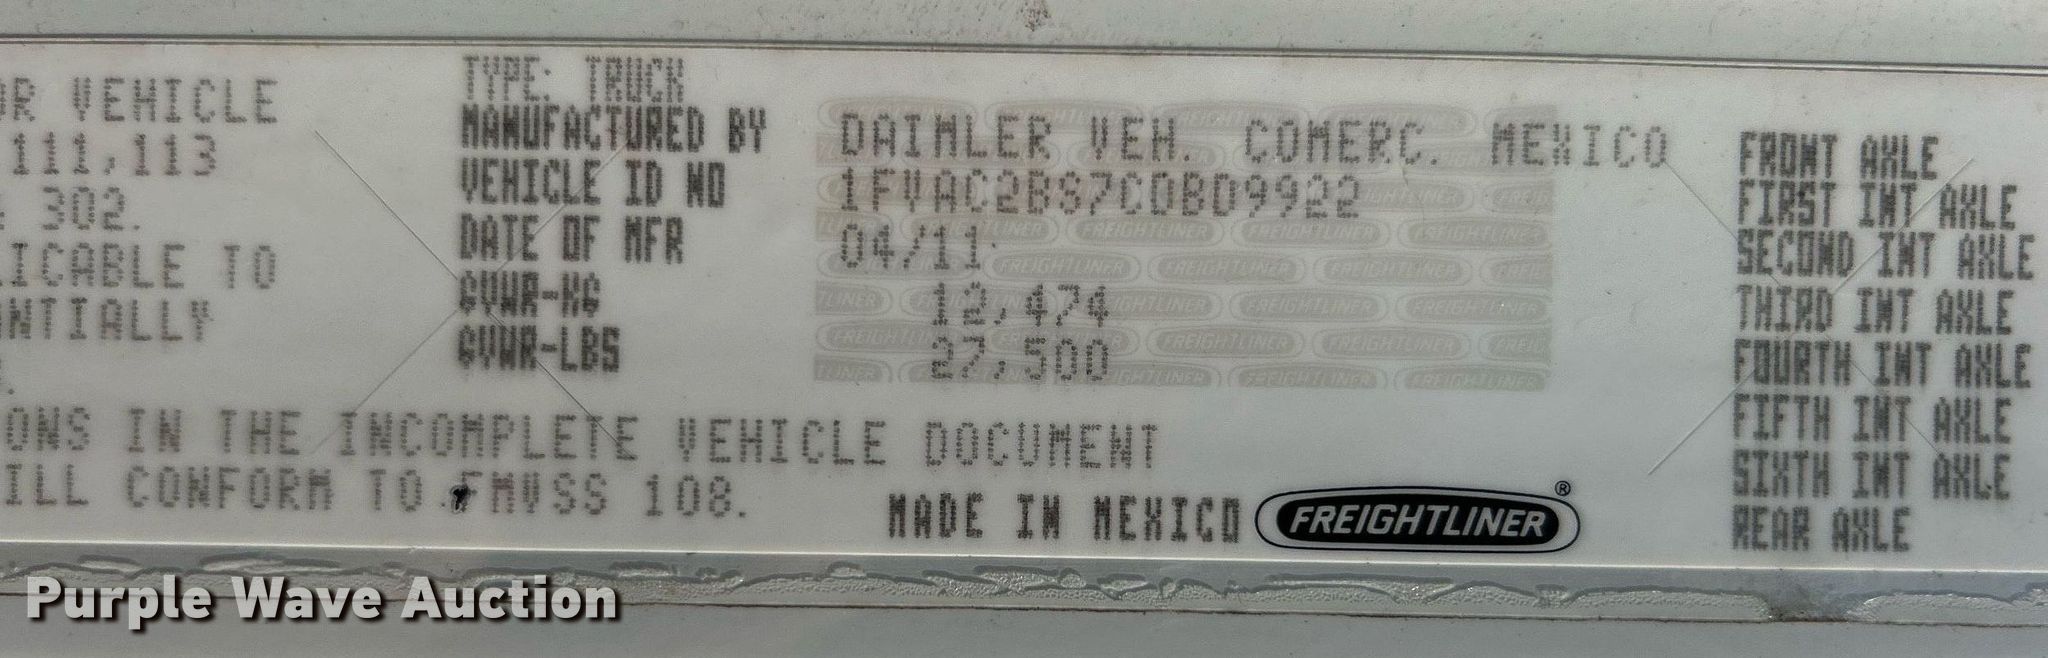 OR VEHICLE
111.113
302.
LICABLE TO
NTIALLY
TYPE: TRUCK
MANUFACTURED BY DAIMLER VEH. COMERC. MEXICO
VEHICLE ID NO 1FVAC2BS7CDBD9922
DATE OF MFR 04/11
GVWR-KG 12,474
GVWR-LBS 27,500
ONS IN THE INCOMPLETE VEHICLE DOCUMENT
ILL CONFORM TO FMVSS 108.
MADE IN MEXICO FREIGHTLINER®
FRONT AXLE
FIRST INT AXLE
SECOND INT AXLE
THIRD INT AXLE
FOURTH INT AXLE
FIFTH INT AXLE
SIXTH INT AXLE
REAR AXLE
Purple Wave Auction